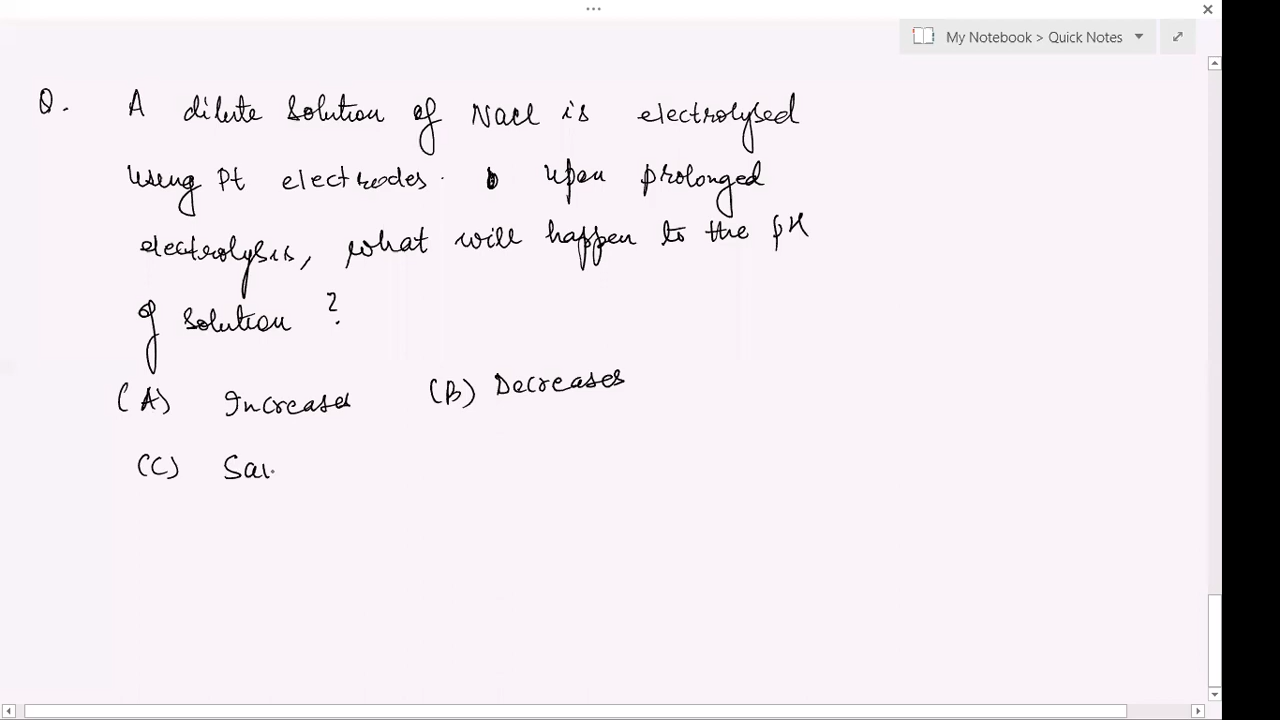 My Notebook > Quick Notes
Q. A dilute solution of NaCl is electrolysed
using Pt electrodes. upon prolonged
electrolysis, what will happen to the pH
of solution ?
(A) Increases (B) Decreases
(C)